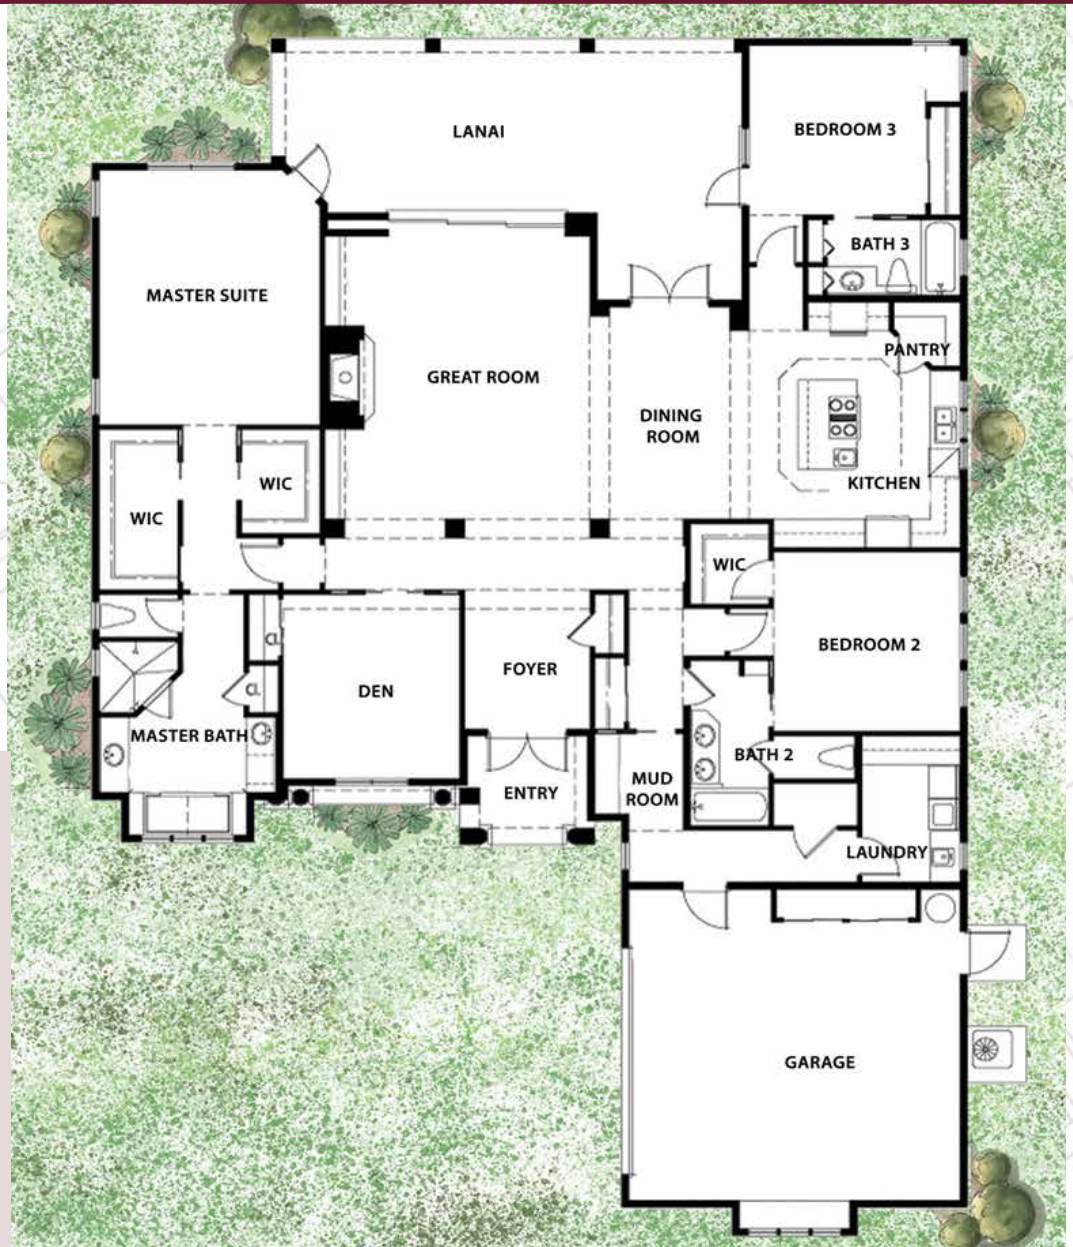 LANAI
BEDROOM 3
BATH 3
MASTER SUITE
PANTRY
GREAT ROOM
DINING
ROOM
WIC
KITCHEN
WIC
WIC
BEDROOM 2
FOYER
DEN
MASTER BATH
BATH 2
MUD
ROOM
ENTRY
LAUNDRY
GARAGE